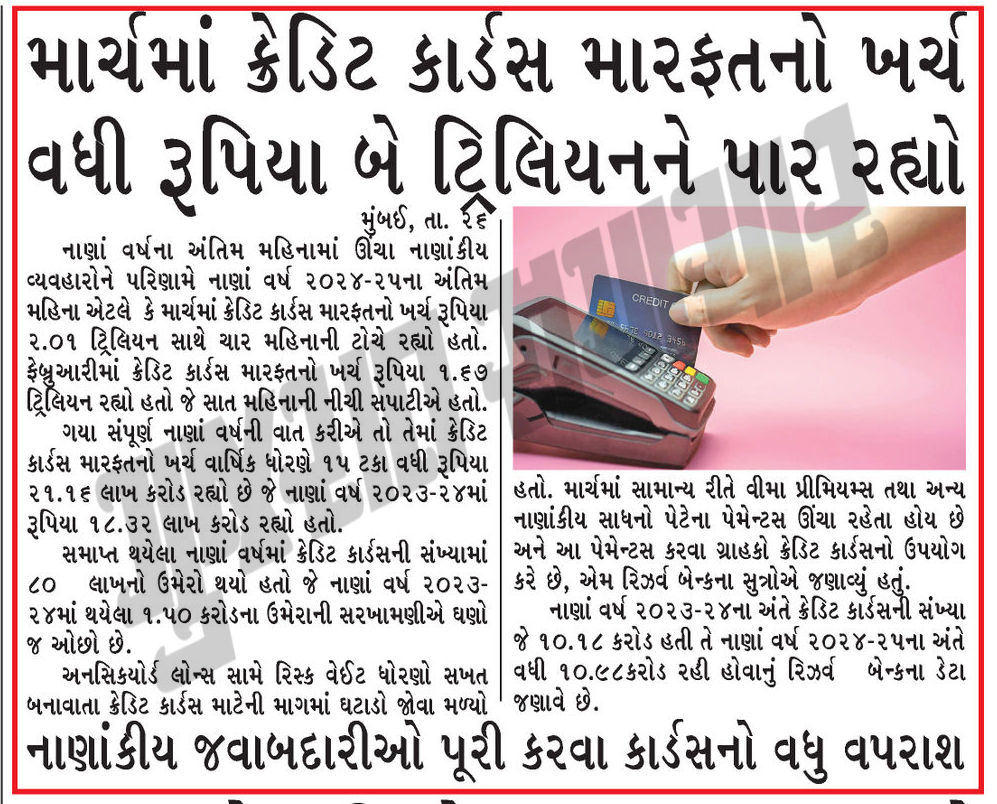 માર્ચમાં ક્રેડિટ કાર્ડસ મારફતનો ખર્ચ
વધી રૂપિયા બે ટ્રિલિયનને પાર રહ્યો
મુંબઈ, તા. ૨૬
નાણાં વર્ષના અંતિમ મહિનામાં ઊંચા નાણાંકીય
વ્યવહારોને પરિણામે નાણાં વર્ષ ૨૦૨૪-૨૫ના અંતિમ
મહિના એટલે કે માર્ચમાં ક્રેડિટ કાર્ડસ મારફતનો ખર્ચ રૂપિયા
૨.૦૧ ટ્રિલિયન સાથે ચાર મહિનાની ટોચે રહ્યો હતો.
ફેબ્રુઆરીમાં ક્રેડિટ કાર્ડસ મારફતનો ખર્ચ રૂપિયા ૧.૬૭
ટ્રિલિયન રહ્યો હતો જે સાત મહિનાની નીચી સપાટીએ હતો.
ગયા સંપૂર્ણ નાણા વર્ષની વાત કરીએ તો તેમાં ક્રેડિટ
કાર્ડસ મારફતનો ખર્ચ વાર્ષિક ધોરણે ૧૫ ટકા વધી રૂપિયા
૨૧.૧૬ લાખ કરોડ રહ્યો છે જે નાણાં વર્ષ ૨૦૨૩-૨૪માં
રૂપિયા ૧૮.૩૨ લાખ કરોડ રહ્યો હતો.
સમાપ્ત થયેલા નાણાં વર્ષમાં ક્રેડિટ કાર્ડસની સંખ્યામાં
૮૦ લાખનો ઉમેરો થયો હતો જે નાણાં વર્ષ ૨૦૨૩-
૨૪માં થયેલા ૧.૫૦ કરોડના ઉમેરાની સરખામણીએ ઘણો
જ ઓછો છે.
અનસિકયોર્ડ લોન્સ સામે રિસ્ક વેઈટ ધોરણો સખત
બનાવાતા ક્રેડિટ કાર્ડસ માટેની માગમાં ઘટાડો જોવા મળ્યો
CREDIT
3456
હતો. માર્ચમાં સામાન્ય રીતે વીમા પ્રીમિયમ્સ તથા અન્ય
નાણાંકીય સાધનો પેટેના પેમેન્ટસ ઊંચા રહેતા હોય છે
અને આ પેમેન્ટસ કરવા ગ્રાહકો ક્રેડિટ કાર્ડસનો ઉપયોગ
કરે છે, એમ રિઝર્વ બેન્કના સુત્રોએ જણાવ્યું હતું.
નાણાં વર્ષ ૨૦૨૩-૨૪ના અંતે ક્રેડિટ કાર્ડસની સંખ્યા
જે ૧૦.૧૮ કરોડ હતી તે નાણાં વર્ષ ૨૦૨૪-૨૫ના અંતે
વધી ૧૦.૯૮કરોડ રહી હોવાનું રિઝર્વ બેન્કના ડેટા
જણાવે છે.
નાણાંકીય જવાબદારીઓ પૂરી કરવા કાર્ડસનો વધુ વપરાશ
ગુજરાત સમાચાર